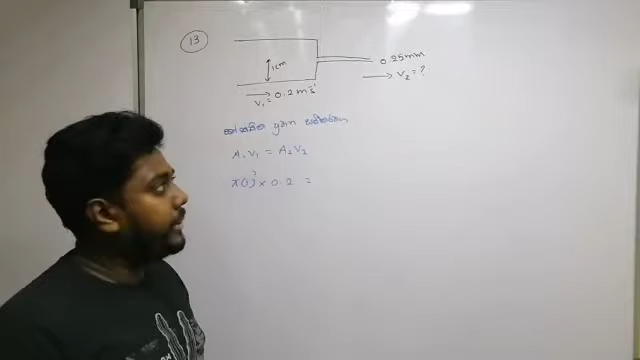 13
1cm
0.25mm
V₂ = ?
V₁ = 0.2 ms⁻¹
A₁V₁ = A₂V₂
π(1)² × 0.2 =